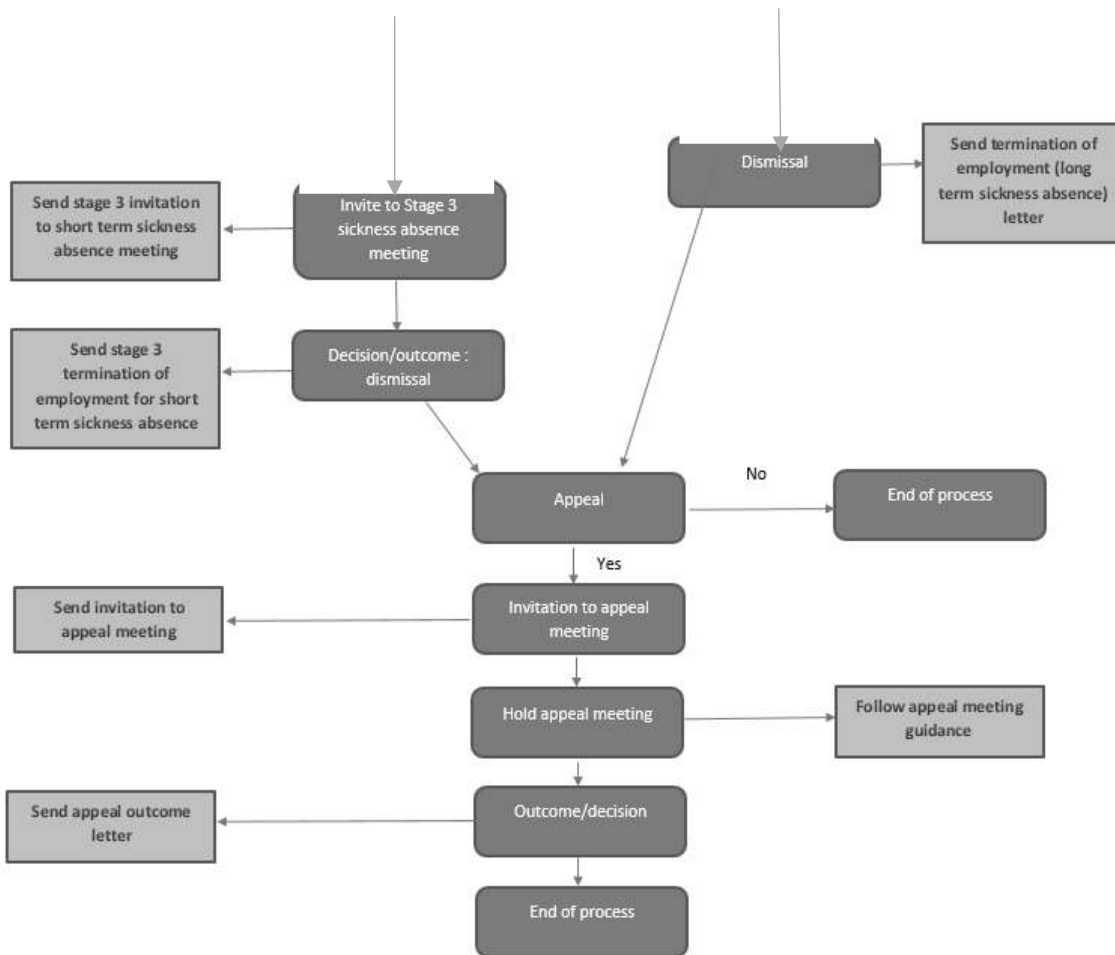 Dismissal
Send termination of
employment (long
term sickness absence)
letter
Send stage 3 invitation
to short term sickness
absence meeting
Invite to Stage 3
sickness absence
meeting
Send stage 3
termination of
employment for short
term sickness absence
Decision/outcome :
dismissal
Appeal
No
End of process
Yes
Send invitation to
appeal meeting
Invitation to appeal
meeting
Hold appeal meeting
Follow appeal meeting
guidance
Send appeal outcome
letter
Outcome/decision
End of process